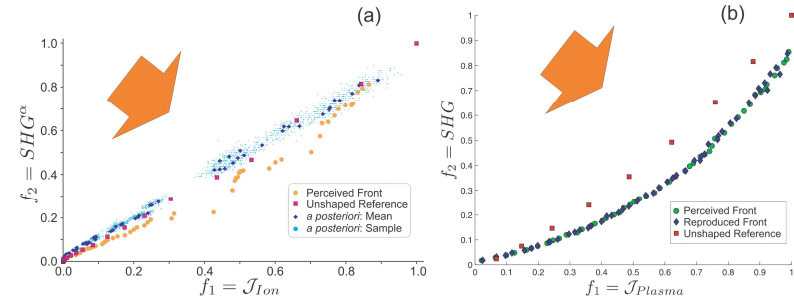 (a)
f₂ = SHG^α
1.0
0.8
0.6
0.4
0.2
0.0
0.0 0.2 0.4 0.6 0.8 1.0
f₁ = 𝒥_Ion
Perceived Front
Unshaped Reference
a posteriori: Mean
a posteriori: Sample
(b)
f₂ = SHG
1
0.9
0.8
0.7
0.6
0.5
0.4
0.3
0.2
0.1
0
0 0.1 0.2 0.3 0.4 0.5 0.6 0.7 0.8 0.9 1
f₁ = 𝒥_Plasma
Perceived Front
Reproduced Front
Unshaped Reference